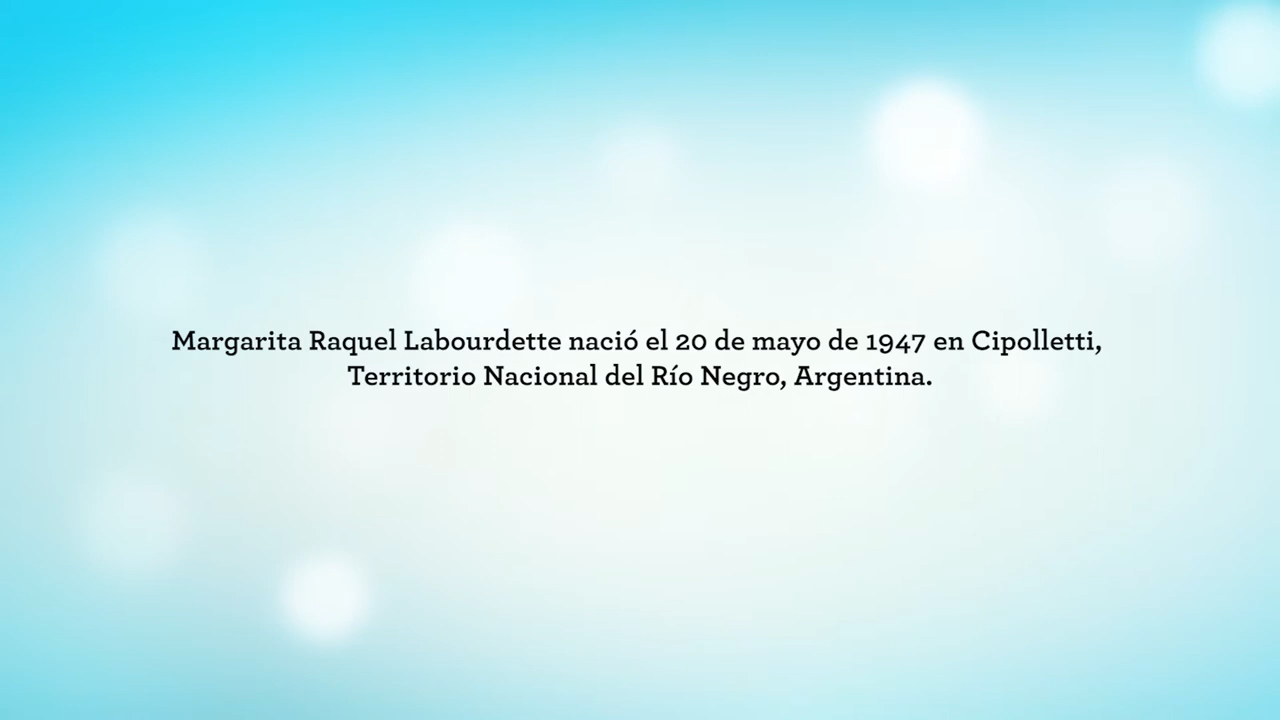 Margarita Raquel Labourdette nació el 20 de mayo de 1947 en Cipolletti,
Territorio Nacional del Río Negro, Argentina.